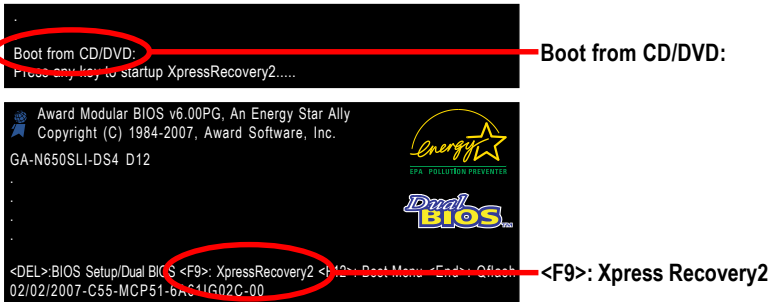 .
Boot from CD/DVD:
Press any key to startup XpressRecovery2.....
Boot from CD/DVD:
Award Modular BIOS v6.00PG, An Energy Star Ally
Copyright (C) 1984-2007, Award Software, Inc.
GA-N650SLI-DS4 D12
.
.
.
.
energy
EPA POLLUTION PREVENTER
Dual
BIOS
TM
<DEL>:BIOS Setup/Dual BIOS <F9>: XpressRecovery2 <F12>: Boot Menu <End>: Qflash
02/02/2007-C55-MCP51-6A61IG02C-00
<F9>: Xpress Recovery2